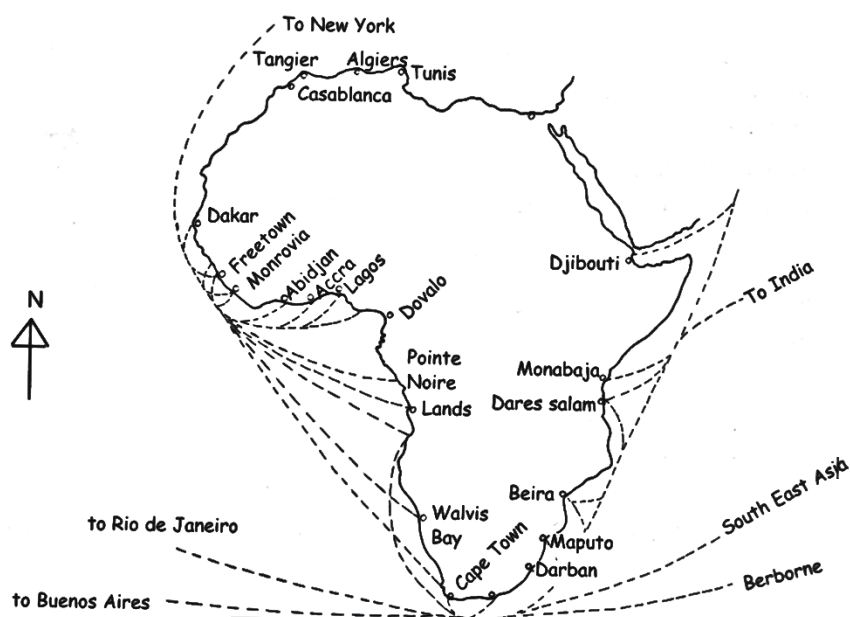 To New York
Tangier
Algiers
Tunis
Casablanca
N
Dakar
Freetown
Monrovia
Abidjan
Accra
Lagos
Dovalo
Djibouti
To India
Pointe
Noire
Lands
Monabaja
Dares salam
Beira
Walvis
Bay
Cape Town
Maputo
Darban
South East Asia
Berborne
to Rio de Janeiro
to Buenos Aires